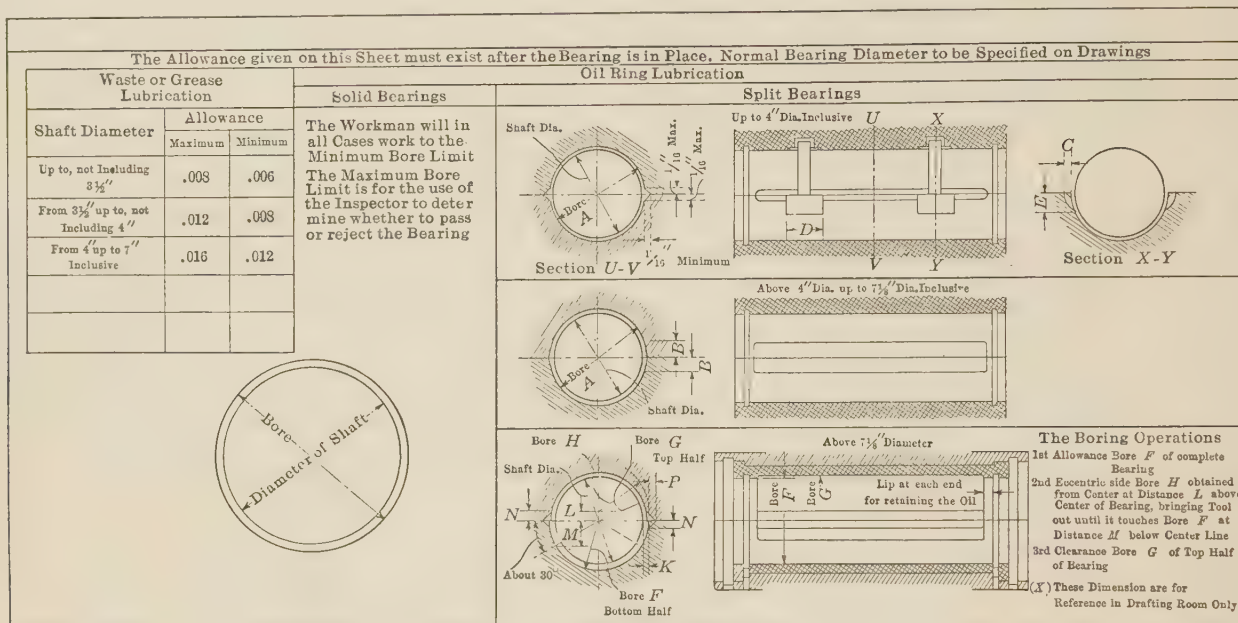 The Allowance given on this Sheet must exist after the Bearing is in Place, Normal Bearing Diameter to be Specified on Drawings
Waste or Grease
Lubrication
Shaft Diameter
Allowance
Maximum
Minimum
Up to, not Including
3½"
.008
.006
From 3½" up to, not
Including 4"
.012
.008
From 4" up to 7"
Inclusive
.016
.012
Bore
Diameter of Shaft
Oil Ring Lubrication
Solid Bearings
The Workman will in
all Cases work to the
Minimum Bore Limit
The Maximum Bore
Limit is for the use of
the Inspector to deter
mine whether to pass
or reject the Bearing
Split Bearings
Shaft Dia.
Bore
A
1/16" Max.
1/16" Max.
1/16" Minimum
Section U-V
Up to 4" Dia. Inclusive
U
X
D
V
Y
C
E
Section X-Y
Bore
A
B
B
Shaft Dia.
Above 4" Dia. up to 7⅛" Dia. Inclusive
Bore H
Bore G
Top Half
Shaft Dia.
P
L
N
N
M
K
About 30°
Bore F
Bottom Half
Above 7⅛" Diameter
Bore
F
Bore
G
Lip at each end
for retaining the Oil
The Boring Operations
1st Allowance Bore F of complete
Bearing
2nd Eccentric side Bore H obtained
from Center at Distance L above
Center of Bearing, bringing Tool
out until it touches Bore F at
Distance M below Center Line
3rd Clearance Bore G of Top Half
of Bearing
(X) These Dimension are for
Reference in Drafting Room Only